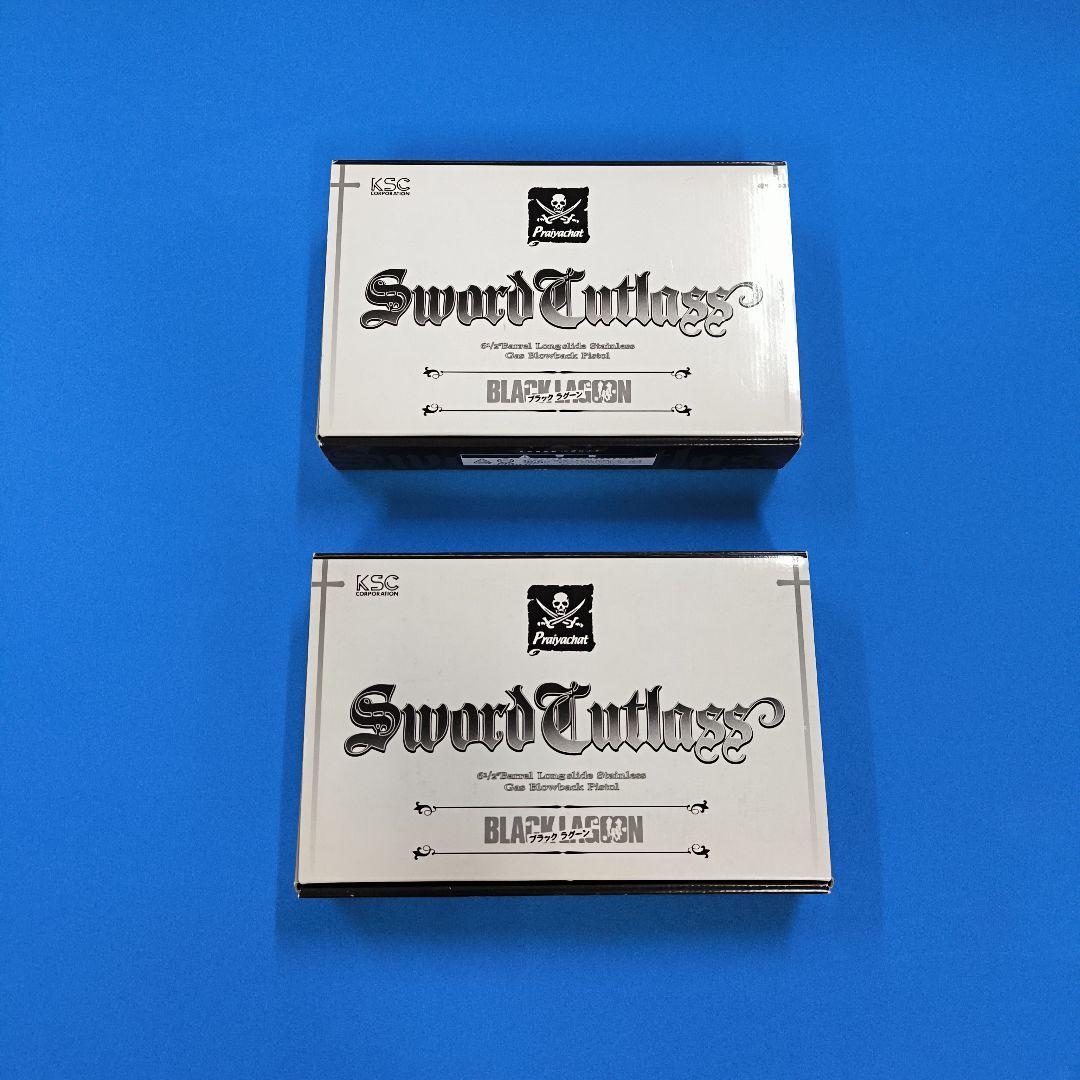 KSC
CORPORATION
Praiyachat
Sword Cutlass
6 1/2"Barrel Longslide Stainless
Gas Blowback Pistol
BLACK LAGOON
ブラック ラグーン
KSC
CORPORATION
Praiyachat
Sword Cutlass
6 1/2"Barrel Longslide Stainless
Gas Blowback Pistol
BLACK LAGOON
ブラック ラグーン